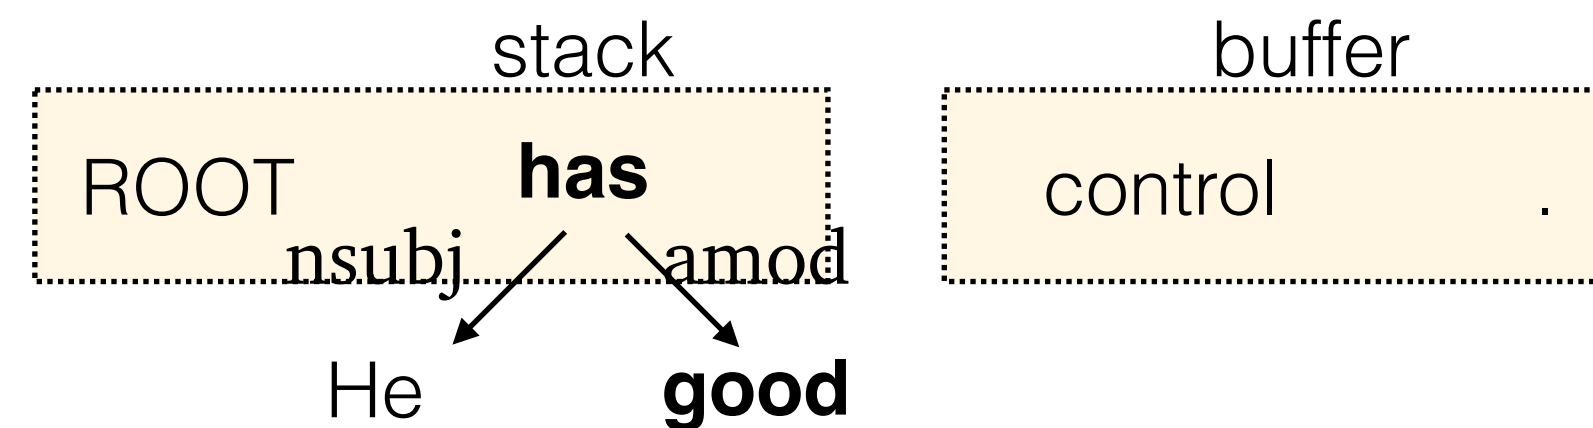 stack buffer
ROOT has control .
nsubj amod
He good